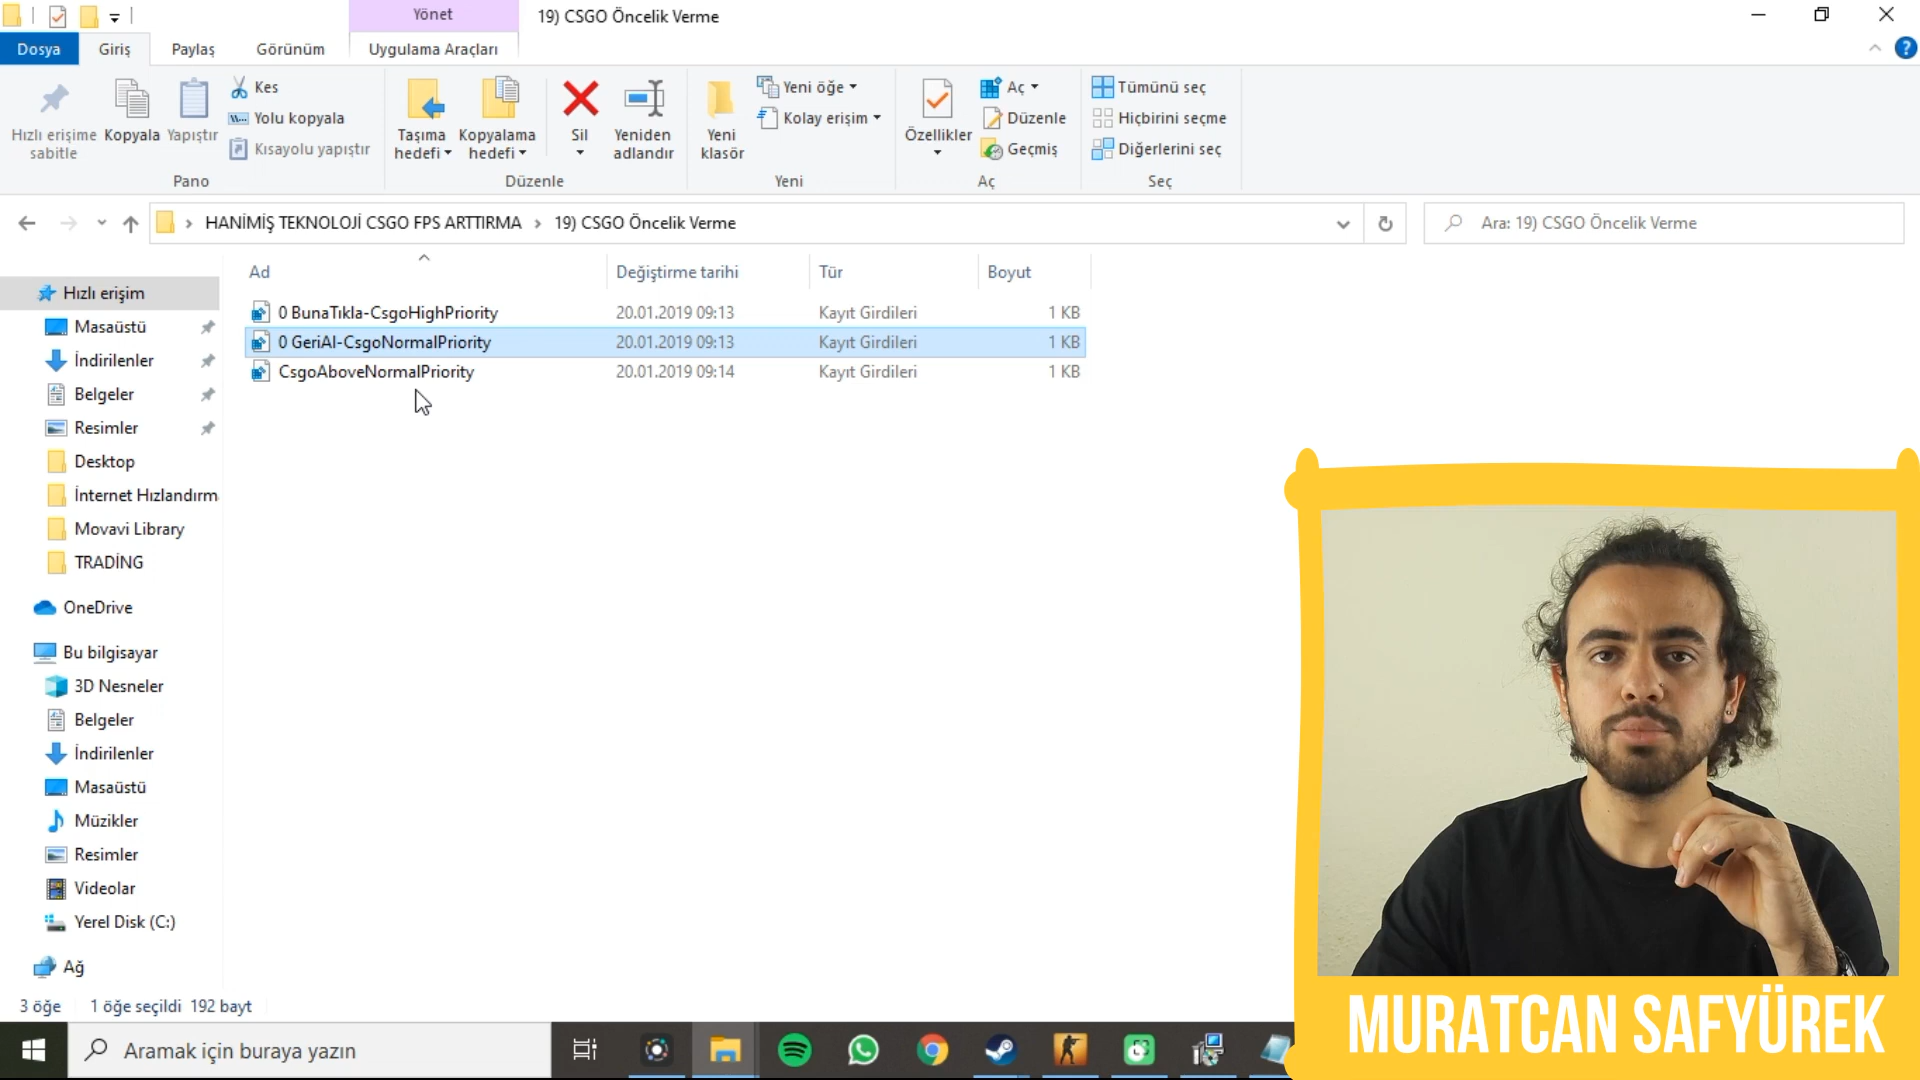 Yönet
19) CSGO Öncelik Verme
Dosya
Giriş
Paylaş
Görünüm
Uygulama Araçları
Hızlı erişime
sabitle
Kopyala
Yapıştır
Kes
Yolu kopyala
Kısayolu yapıştır
Pano
Taşıma
hedefi
Kopyalama
hedefi
Sil
Yeniden
adlandır
Düzenle
Yeni
klasör
Yeni öğe
Kolay erişim
Yeni
Özellikler
Aç
Düzenle
Geçmiş
Aç
Tümünü seç
Hiçbirini seçme
Diğerlerini seç
Seç
HANİMİŞ TEKNOLOJİ CSGO FPS ARTTIRMA › 19) CSGO Öncelik Verme
Ara: 19) CSGO Öncelik Verme
Ad
Değiştirme tarihi
Tür
Boyut
0 BunaTıkla-CsgoHighPriority 20.01.2019 09:13 Kayıt Girdileri 1 KB
0 GeriAl-CsgoNormalPriority 20.01.2019 09:13 Kayıt Girdileri 1 KB
CsgoAboveNormalPriority 20.01.2019 09:14 Kayıt Girdileri 1 KB
Hızlı erişim
Masaüstü
İndirilenler
Belgeler
Resimler
Desktop
İnternet Hızlandırm
Movavi Library
TRADİNG
OneDrive
Bu bilgisayar
3D Nesneler
Belgeler
İndirilenler
Masaüstü
Müzikler
Resimler
Videolar
Yerel Disk (C:)
Ağ
3 öğe
1 öğe seçildi 192 bayt
Aramak için buraya yazın
MURATCAN SAFYÜREK